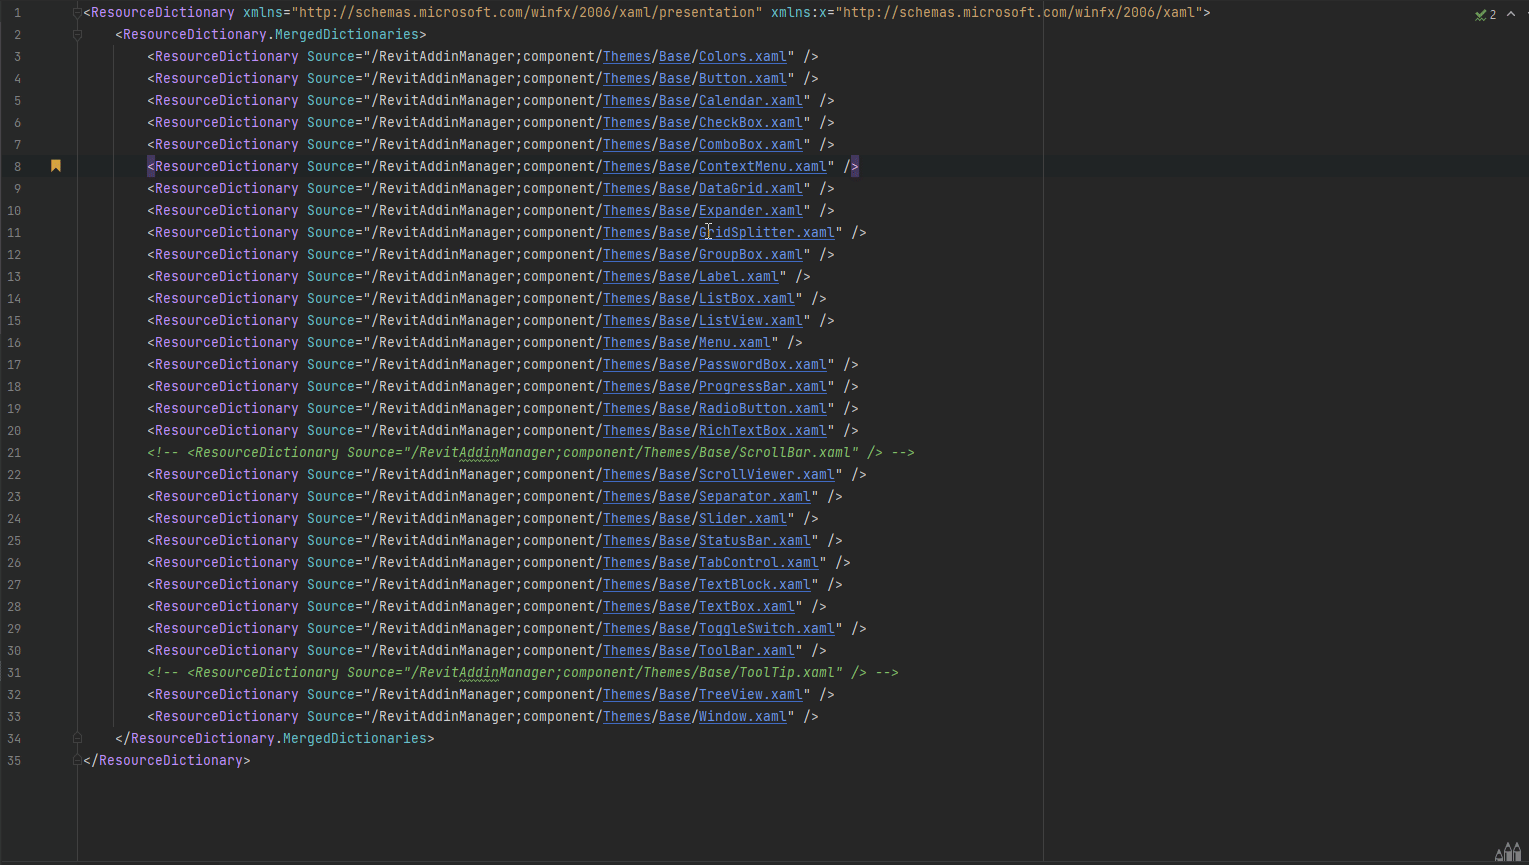 1 <ResourceDictionary xmlns="http://schemas.microsoft.com/winfx/2006/xaml/presentation" xmlns:x="http://schemas.microsoft.com/winfx/2006/xaml"> 2
2 <ResourceDictionary.MergedDictionaries>
3 <ResourceDictionary Source="/RevitAddinManager;component/Themes/Base/Colors.xaml" />
4 <ResourceDictionary Source="/RevitAddinManager;component/Themes/Base/Button.xaml" />
5 <ResourceDictionary Source="/RevitAddinManager;component/Themes/Base/Calendar.xaml" />
6 <ResourceDictionary Source="/RevitAddinManager;component/Themes/Base/CheckBox.xaml" />
7 <ResourceDictionary Source="/RevitAddinManager;component/Themes/Base/ComboBox.xaml" />
8 <ResourceDictionary Source="/RevitAddinManager;component/Themes/Base/ContextMenu.xaml" />
9 <ResourceDictionary Source="/RevitAddinManager;component/Themes/Base/DataGrid.xaml" />
10 <ResourceDictionary Source="/RevitAddinManager;component/Themes/Base/Expander.xaml" />
11 <ResourceDictionary Source="/RevitAddinManager;component/Themes/Base/GridSplitter.xaml" />
12 <ResourceDictionary Source="/RevitAddinManager;component/Themes/Base/GroupBox.xaml" />
13 <ResourceDictionary Source="/RevitAddinManager;component/Themes/Base/Label.xaml" />
14 <ResourceDictionary Source="/RevitAddinManager;component/Themes/Base/ListBox.xaml" />
15 <ResourceDictionary Source="/RevitAddinManager;component/Themes/Base/ListView.xaml" />
16 <ResourceDictionary Source="/RevitAddinManager;component/Themes/Base/Menu.xaml" />
17 <ResourceDictionary Source="/RevitAddinManager;component/Themes/Base/PasswordBox.xaml" />
18 <ResourceDictionary Source="/RevitAddinManager;component/Themes/Base/ProgressBar.xaml" />
19 <ResourceDictionary Source="/RevitAddinManager;component/Themes/Base/RadioButton.xaml" />
20 <ResourceDictionary Source="/RevitAddinManager;component/Themes/Base/RichTextBox.xaml" />
21 <!-- <ResourceDictionary Source="/RevitAddinManager;component/Themes/Base/ScrollBar.xaml" /> -->
22 <ResourceDictionary Source="/RevitAddinManager;component/Themes/Base/ScrollViewer.xaml" />
23 <ResourceDictionary Source="/RevitAddinManager;component/Themes/Base/Separator.xaml" />
24 <ResourceDictionary Source="/RevitAddinManager;component/Themes/Base/Slider.xaml" />
25 <ResourceDictionary Source="/RevitAddinManager;component/Themes/Base/StatusBar.xaml" />
26 <ResourceDictionary Source="/RevitAddinManager;component/Themes/Base/TabControl.xaml" />
27 <ResourceDictionary Source="/RevitAddinManager;component/Themes/Base/TextBlock.xaml" />
28 <ResourceDictionary Source="/RevitAddinManager;component/Themes/Base/TextBox.xaml" />
29 <ResourceDictionary Source="/RevitAddinManager;component/Themes/Base/ToggleSwitch.xaml" />
30 <ResourceDictionary Source="/RevitAddinManager;component/Themes/Base/ToolBar.xaml" />
31 <!-- <ResourceDictionary Source="/RevitAddinManager;component/Themes/Base/ToolTip.xaml" /> -->
32 <ResourceDictionary Source="/RevitAddinManager;component/Themes/Base/TreeView.xaml" />
33 <ResourceDictionary Source="/RevitAddinManager;component/Themes/Base/Window.xaml" />
34 </ResourceDictionary.MergedDictionaries>
35 </ResourceDictionary>